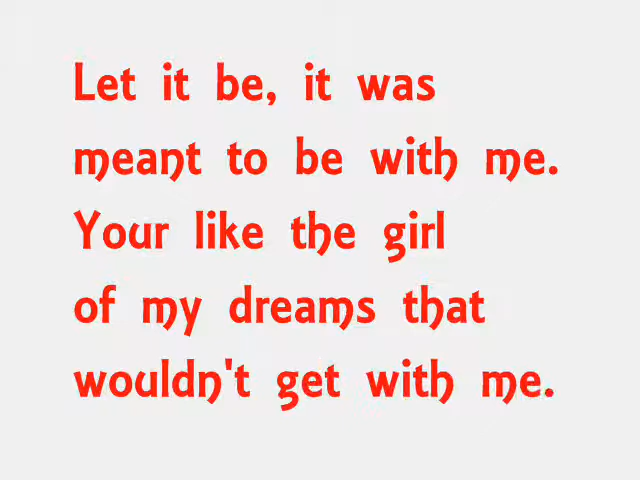 Let it be, it was
meant to be with me.
Your like the girl
of my dreams that
wouldn't get with me.